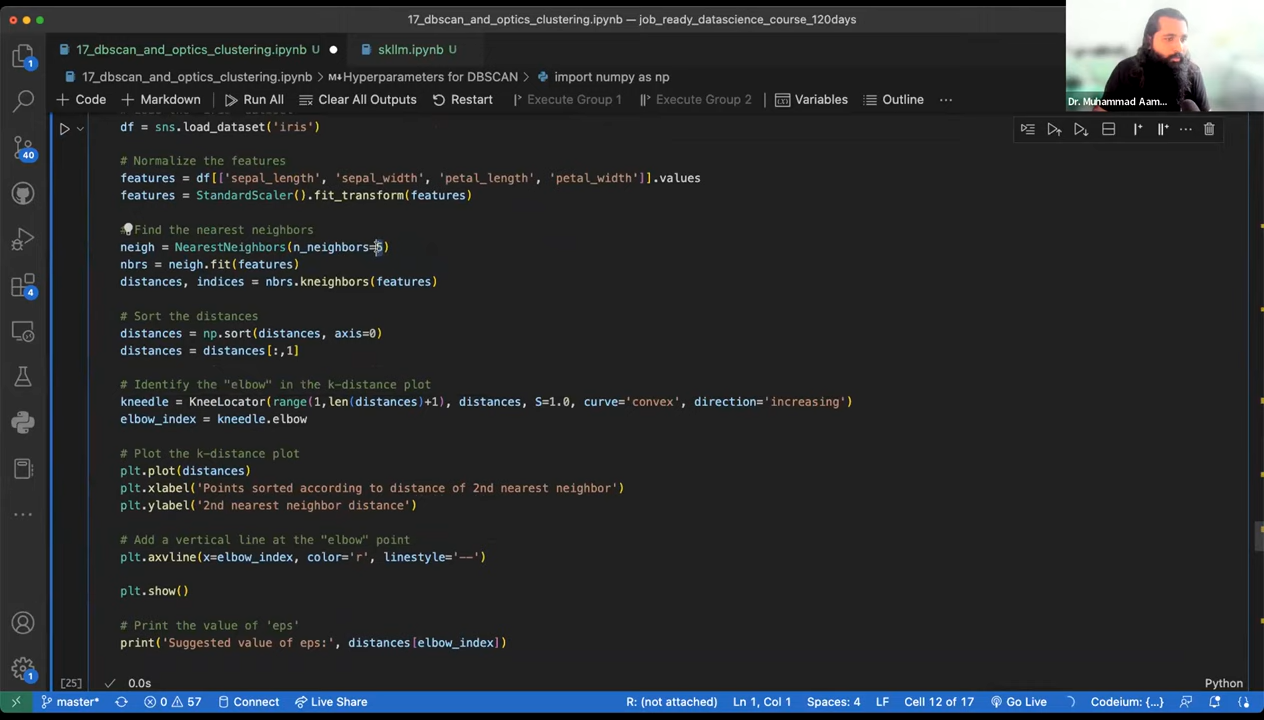 17_dbscan_and_optics_clustering.ipynb — job_ready_datascience_course_120days
17_dbscan_and_optics_clustering.ipynb U
skllm.ipynb U
17_dbscan_and_optics_clustering.ipynb > M↓Hyperparameters for DBSCAN > import numpy as np
+ Code + Markdown Run All Clear All Outputs Restart Execute Group 1 Execute Group 2 Variables Outline ...
Dr. Muhammad Aam...
df = sns.load_dataset('iris')
# Normalize the features
features = df[['sepal_length', 'sepal_width', 'petal_length', 'petal_width']].values
features = StandardScaler().fit_transform(features)
# Find the nearest neighbors
neigh = NearestNeighbors(n_neighbors=5)
nbrs = neigh.fit(features)
distances, indices = nbrs.kneighbors(features)
# Sort the distances
distances = np.sort(distances, axis=0)
distances = distances[:,1]
# Identify the "elbow" in the k-distance plot
kneedle = KneeLocator(range(1,len(distances)+1), distances, S=1.0, curve='convex', direction='increasing')
elbow_index = kneedle.elbow
# Plot the k-distance plot
plt.plot(distances)
plt.xlabel('Points sorted according to distance of 2nd nearest neighbor')
plt.ylabel('2nd nearest neighbor distance')
# Add a vertical line at the "elbow" point
plt.axvline(x=elbow_index, color='r', linestyle='--')
plt.show()
# Print the value of 'eps'
print('Suggested value of eps:', distances[elbow_index])
[25] ✓ 0.0s
Python
1
40
4
1
master* 0 57 Connect Live Share R: (not attached) Ln 1, Col 1 Spaces: 4 LF Cell 12 of 17 Go Live Codeium: {...}